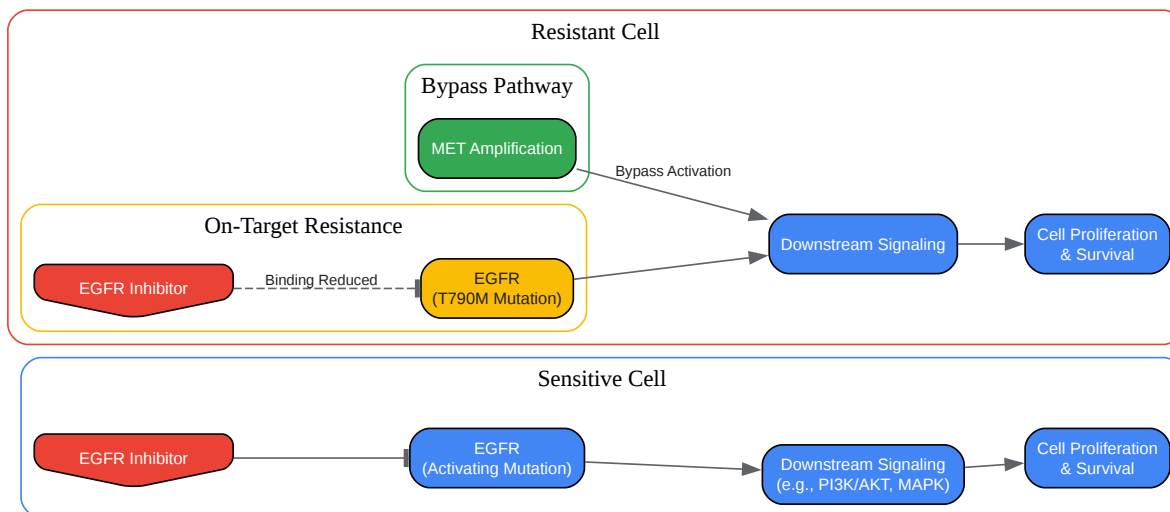 Resistant Cell
Bypass Pathway
MET Amplification
Bypass Activation
On-Target Resistance
EGFR Inhibitor
Binding Reduced
EGFR
(T790M Mutation)
Downstream Signaling
Cell Proliferation
& Survival
Sensitive Cell
EGFR Inhibitor
EGFR
(Activating Mutation)
Downstream Signaling
(e.g., PI3K/AKT, MAPK)
Cell Proliferation
& Survival